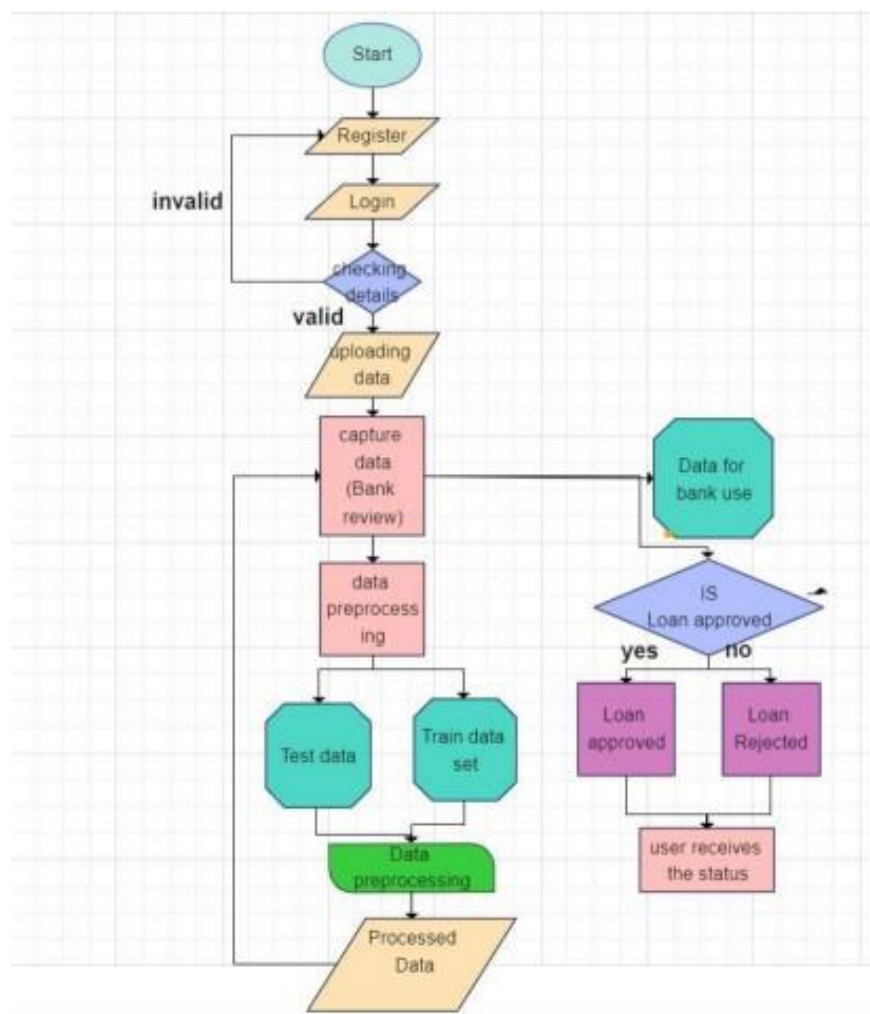 Start
Register
invalid
Login
checking
details
valid
uploading
data
capture
data
(Bank
review)
Data for
bank use
data
preprocess
ing
IS
Loan approved
yes
no
Test data
Train data
set
Loan
approved
Loan
Rejected
Data
preprocessing
user receives
the status
Processed
Data